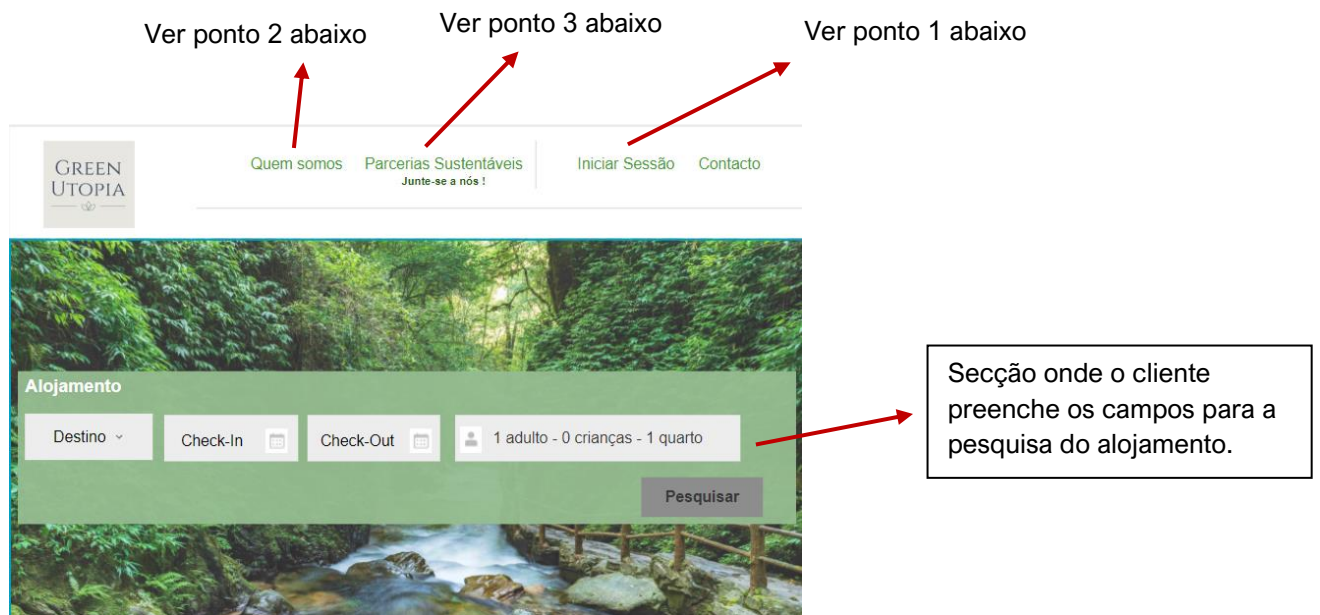 Ver ponto 2 abaixo
Ver ponto 3 abaixo
Ver ponto 1 abaixo
GREEN
UTOPIA
Quem somos
Parcerias Sustentáveis
Junte-se a nós !
Iniciar Sessão
Contacto
Alojamento
Destino
Check-In
Check-Out
1 adulto - 0 crianças - 1 quarto
Pesquisar
Secção onde o cliente
preenche os campos para a
pesquisa do alojamento.